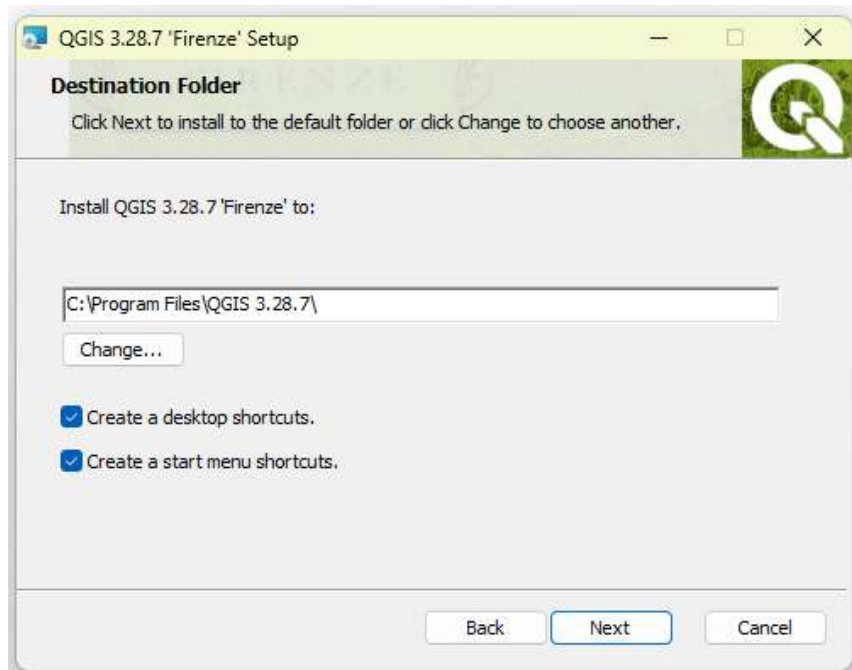 QGIS 3.28.7 'Firenze' Setup
FIRENZE
Destination Folder
Click Next to install to the default folder or click Change to choose another.
Install QGIS 3.28.7 'Firenze' to:
C:\Program Files\QGIS 3.28.7\
Change...
Create a desktop shortcuts.
Create a start menu shortcuts.
Back Next Cancel